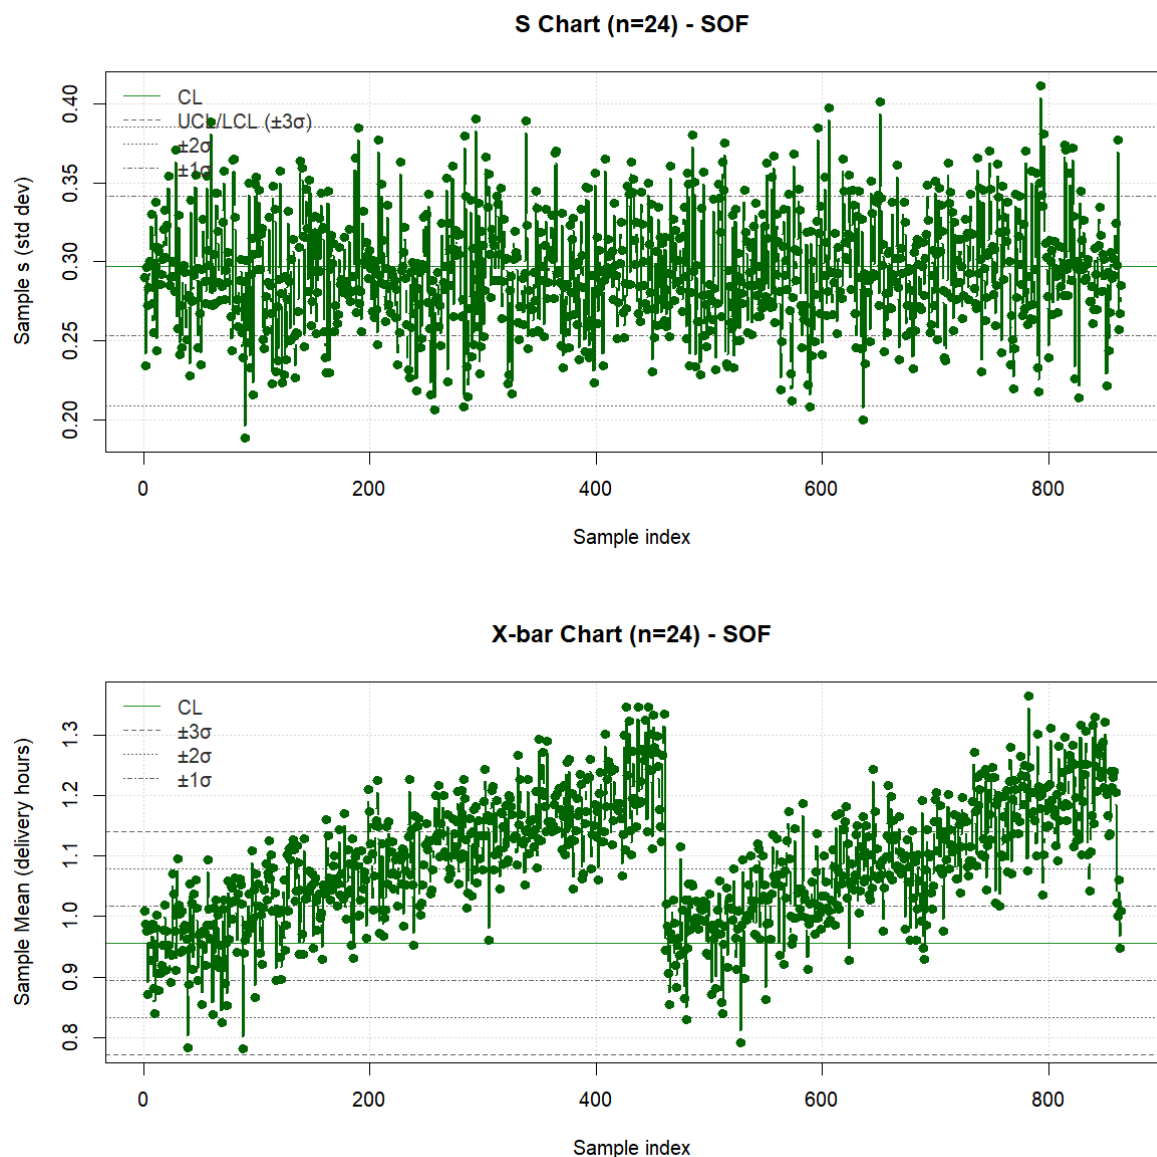 S Chart (n=24) - SOF
CL
UCL/LCL (±3σ)
±2σ
±1σ
Sample s (std dev)
0.40
0.35
0.30
0.25
0.20
0 200 400 600 800
Sample index
X-bar Chart (n=24) - SOF
CL
±3σ
±2σ
±1σ
Sample Mean (delivery hours)
1.3
1.2
1.1
1.0
0.9
0.8
0 200 400 600 800
Sample index